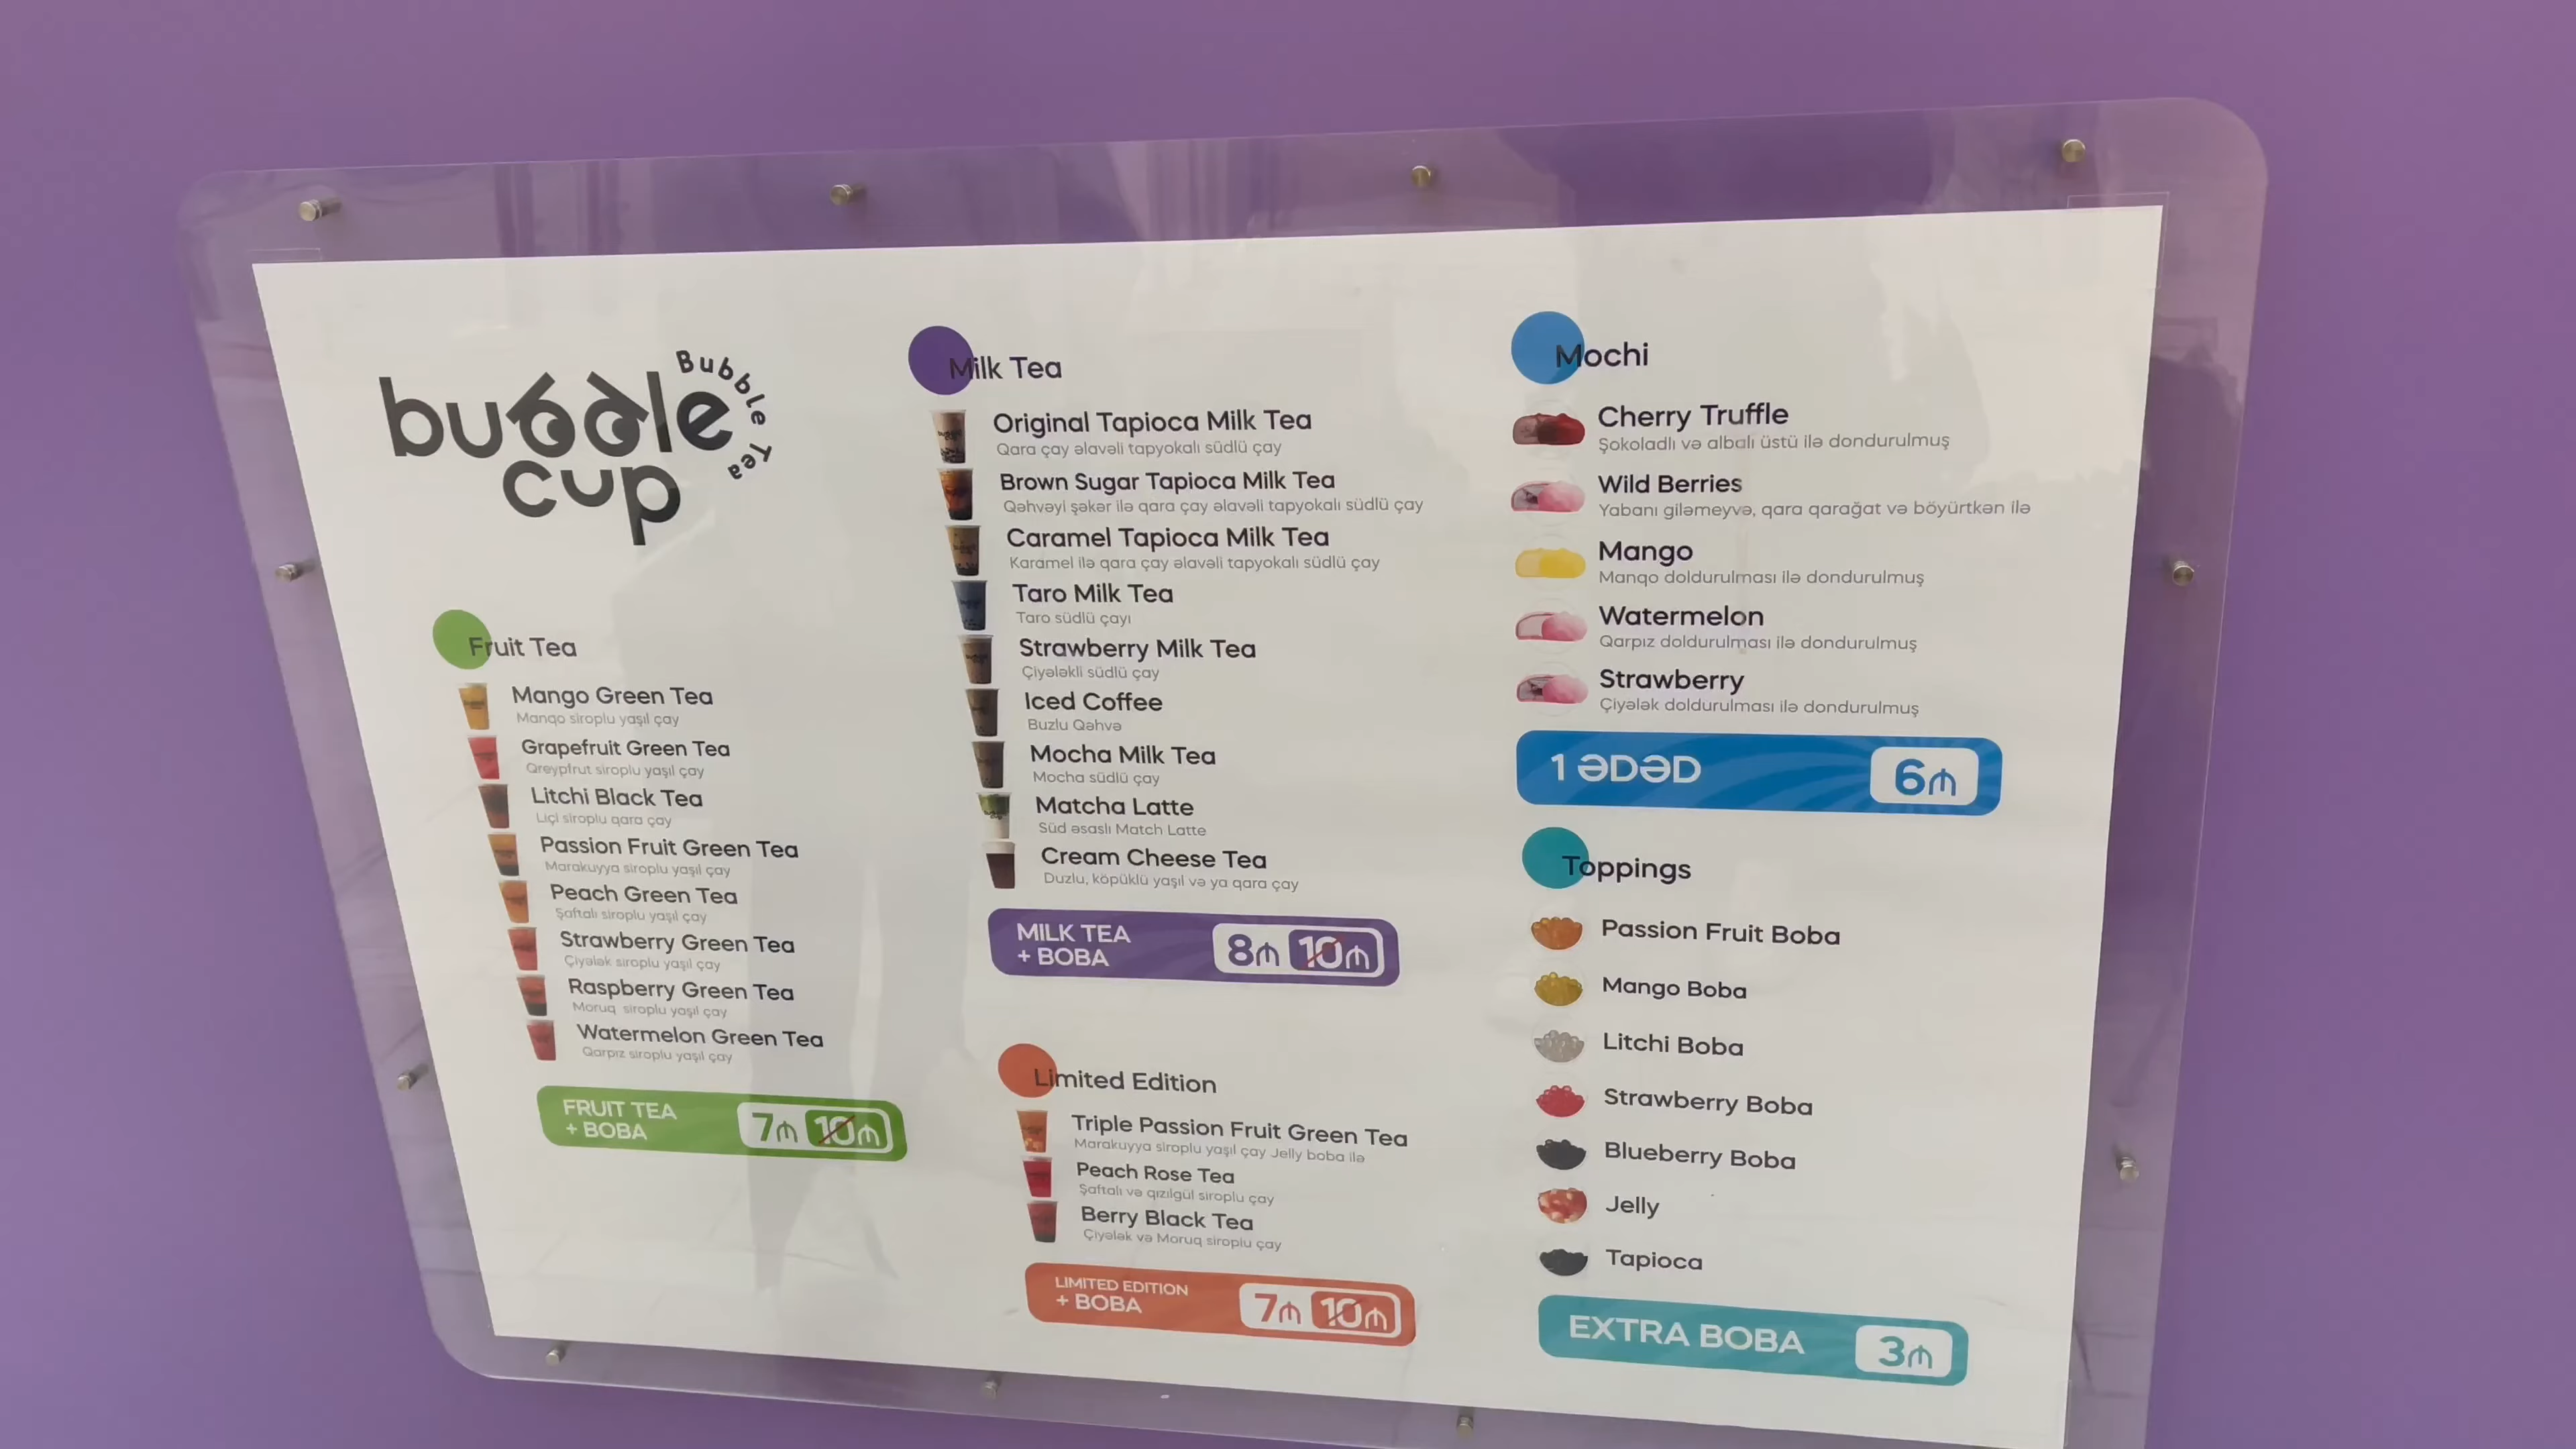 bubble
cup
Bubble Tea
Fruit Tea
Mango Green Tea
Manqo siroplu yaşıl çay
Grapefruit Green Tea
Qreypfrut siroplu yaşıl çay
Litchi Black Tea
Liçi siroplu qara çay
Passion Fruit Green Tea
Marakuyya siroplu yaşıl çay
Peach Green Tea
Şaftalı siroplu yaşıl çay
Strawberry Green Tea
Çiyələk siroplu yaşıl çay
Raspberry Green Tea
Moruq siroplu yaşıl çay
Watermelon Green Tea
Qarpız siroplu yaşıl çay
FRUIT TEA
+ BOBA
7₼ 10₼
Milk Tea
Original Tapioca Milk Tea
Qara çay əlavəli tapyokalı südlü çay
Brown Sugar Tapioca Milk Tea
Qəhvəyi şəkər ilə qara çay əlavəli tapyokalı südlü çay
Caramel Tapioca Milk Tea
Karamel ilə qara çay əlavəli tapyokalı südlü çay
Taro Milk Tea
Taro südlü çayı
Strawberry Milk Tea
Çiyələkli südlü çay
Iced Coffee
Buzlu Qəhvə
Mocha Milk Tea
Mocha südlü çay
Matcha Latte
Süd əsaslı Match Latte
Cream Cheese Tea
Duzlu, köpüklü yaşıl və ya qara çay
MILK TEA
+ BOBA
8₼ 10₼
Limited Edition
Triple Passion Fruit Green Tea
Marakuyya siroplu yaşıl çay Jelly boba ilə
Peach Rose Tea
Şaftalı və qızılgül siroplu çay
Berry Black Tea
Çiyələk və Moruq siroplu çay
LIMITED EDITION
+ BOBA
7₼ 10₼
Mochi
Cherry Truffle
Şokoladlı və albalı üstü ilə dondurulmuş
Wild Berries
Yabanı giləmeyvə, qara qarağat və böyürtkən ilə
Mango
Manqo doldurulması ilə dondurulmuş
Watermelon
Qarpız doldurulması ilə dondurulmuş
Strawberry
Çiyələk doldurulması ilə dondurulmuş
1 ƏDƏD 6₼
Toppings
Passion Fruit Boba
Mango Boba
Litchi Boba
Strawberry Boba
Blueberry Boba
Jelly
Tapioca
EXTRA BOBA 3₼